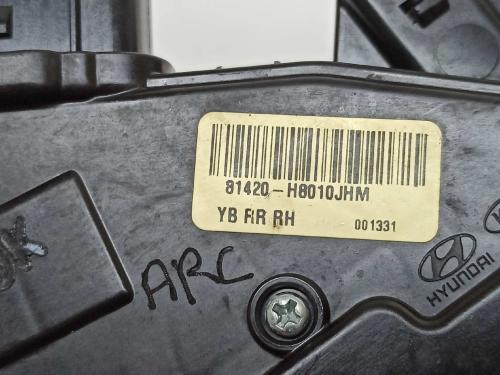 81420-H8010JHM
YB RR RH 001331
ARC
HYUNDAI